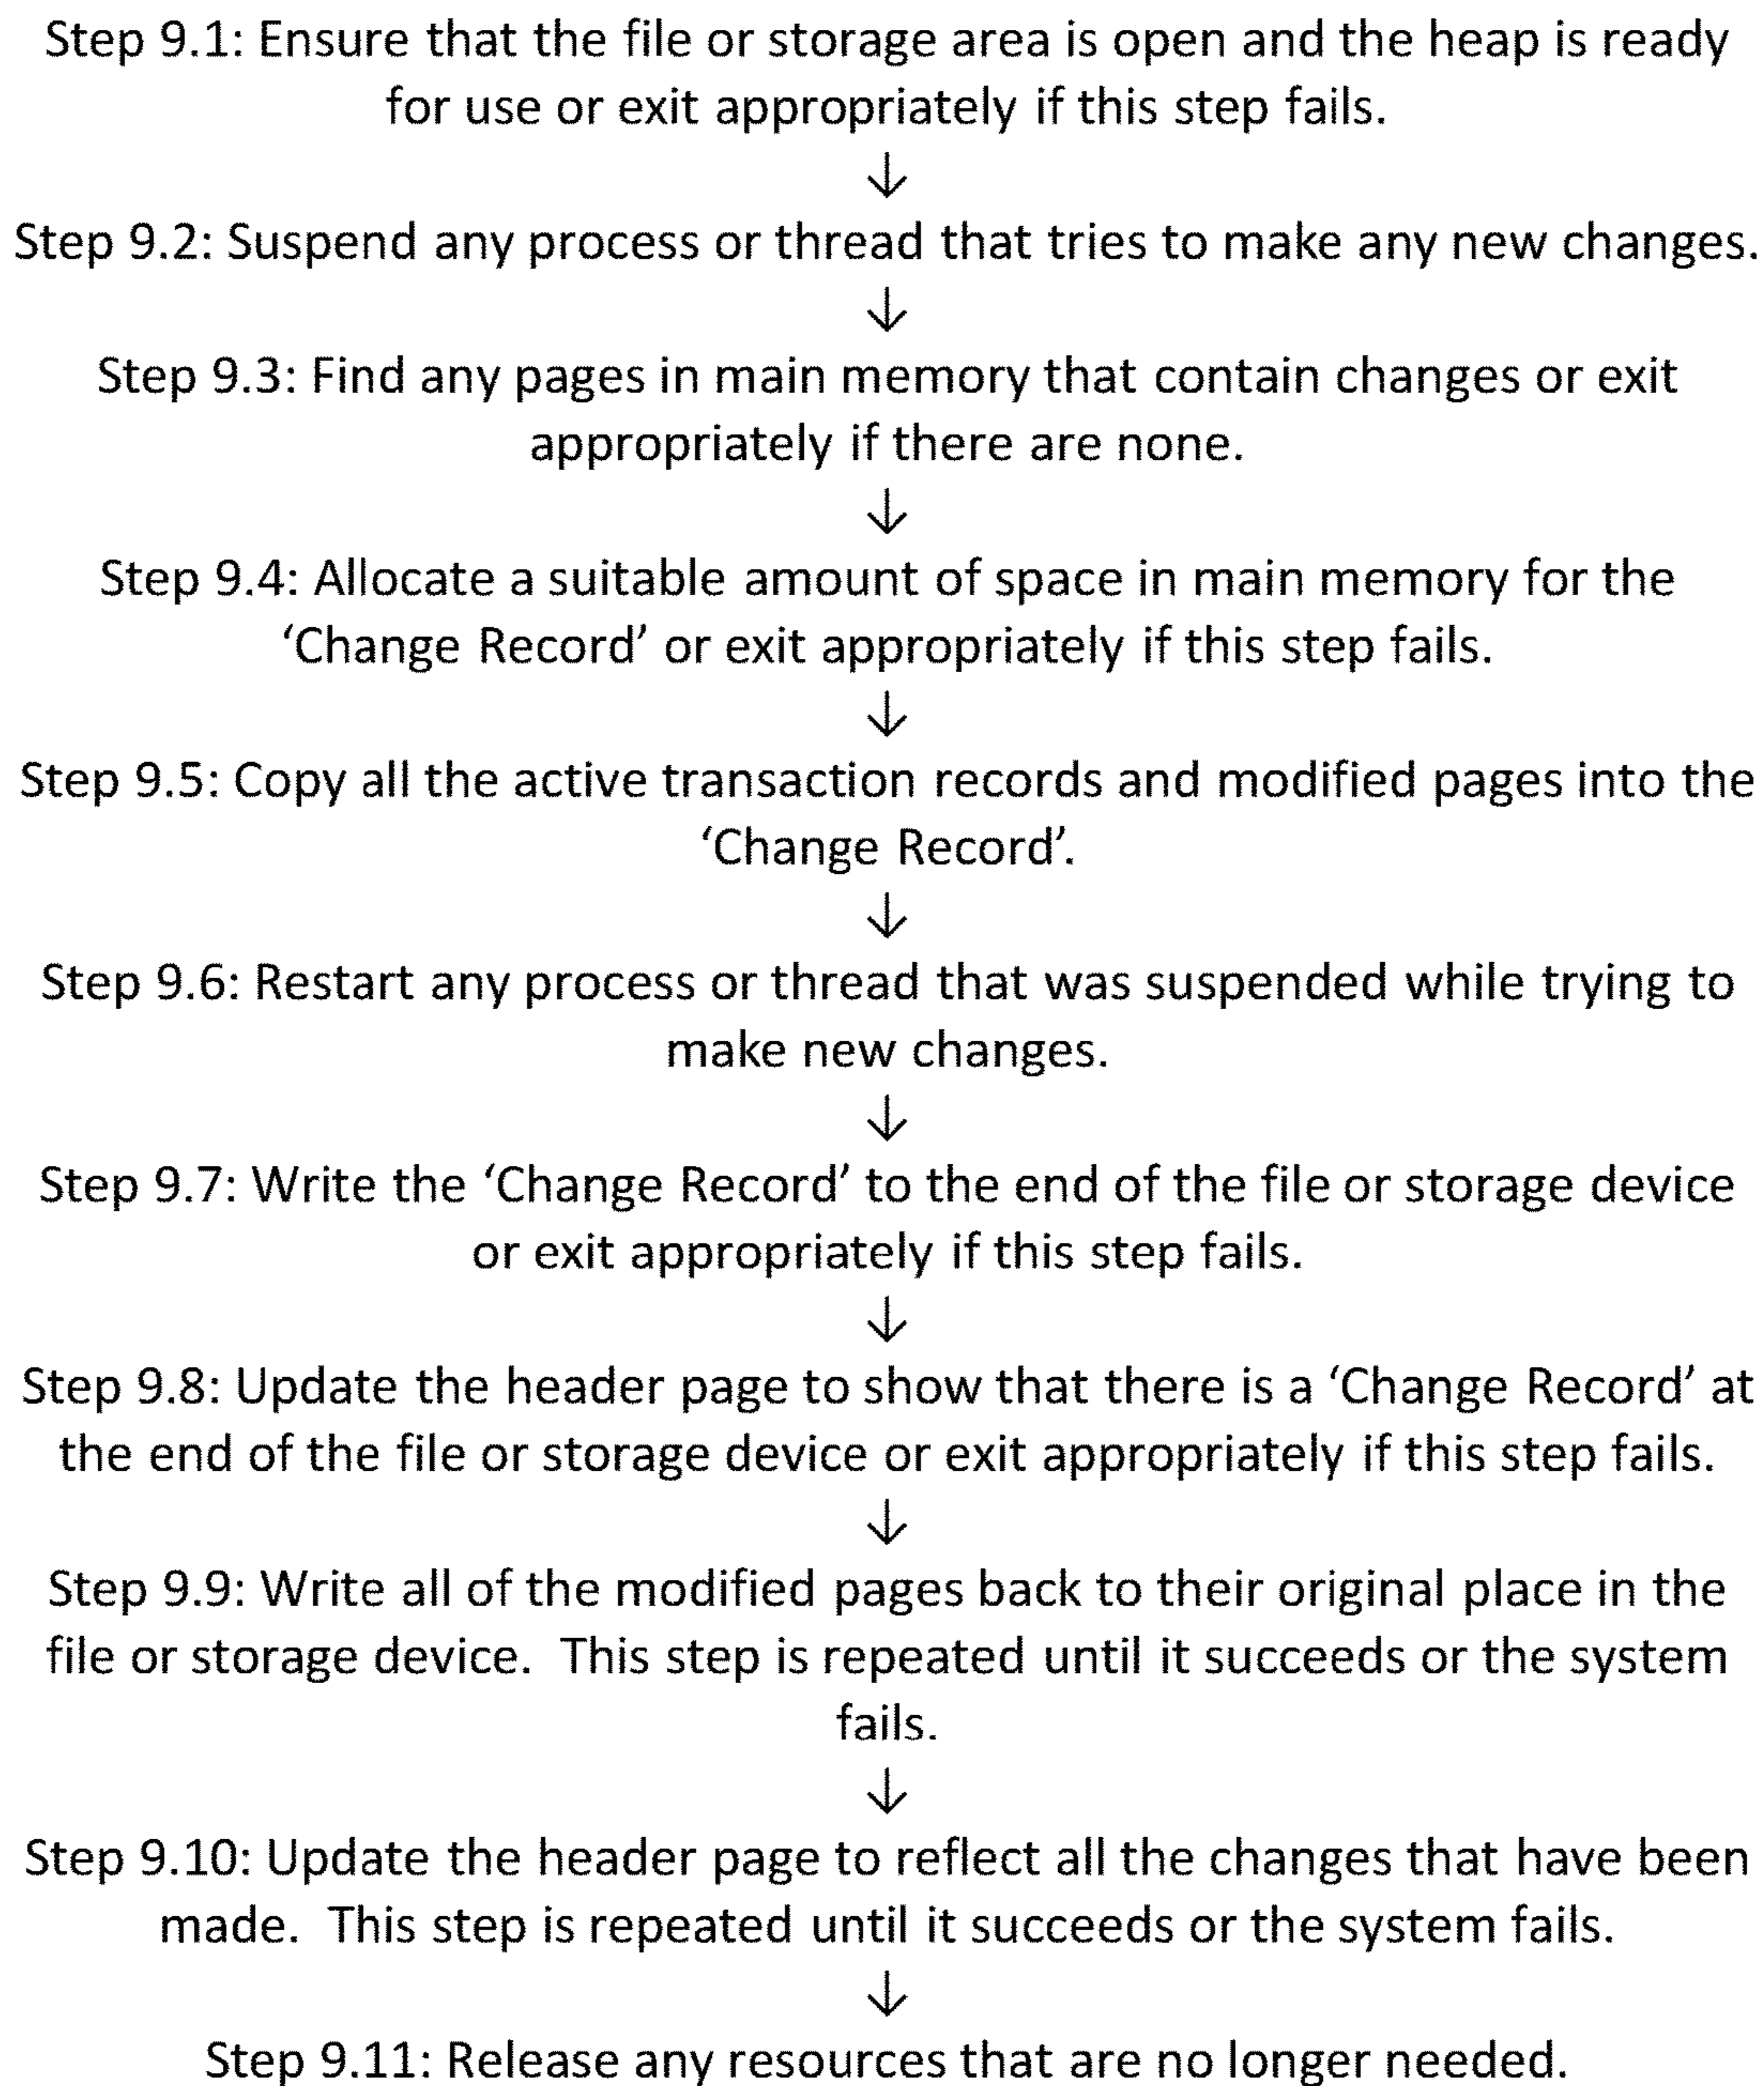 Step 9.1: Ensure that the file or storage area is open and the heap is ready
for use or exit appropriately if this step fails.
↓
Step 9.2: Suspend any process or thread that tries to make any new changes.
↓
Step 9.3: Find any pages in main memory that contain changes or exit
appropriately if there are none.
↓
Step 9.4: Allocate a suitable amount of space in main memory for the
‘Change Record’ or exit appropriately if this step fails.
↓
Step 9.5: Copy all the active transaction records and modified pages into the
‘Change Record’.
↓
Step 9.6: Restart any process or thread that was suspended while trying to
make new changes.
↓
Step 9.7: Write the ‘Change Record’ to the end of the file or storage device
or exit appropriately if this step fails.
↓
Step 9.8: Update the header page to show that there is a ‘Change Record’ at
the end of the file or storage device or exit appropriately if this step fails.
↓
Step 9.9: Write all of the modified pages back to their original place in the
file or storage device.  This step is repeated until it succeeds or the system
fails.
↓
Step 9.10: Update the header page to reflect all the changes that have been
made.  This step is repeated until it succeeds or the system fails.
↓
Step 9.11: Release any resources that are no longer needed.